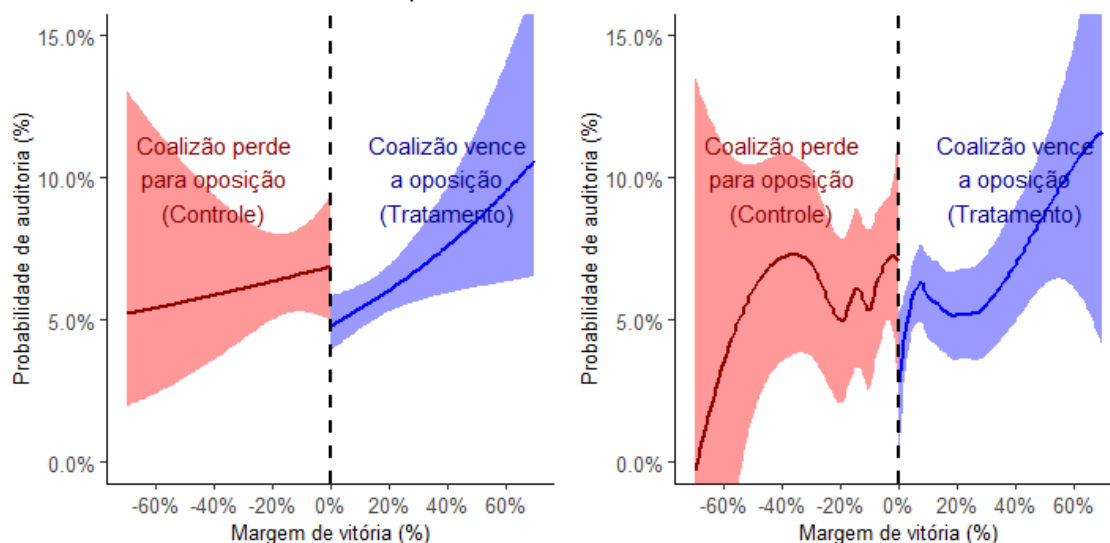 15.0%
10.0%
5.0%
0.0%
Probabilidade de auditoria (%)
Coalizão perde
para oposição
(Controle)
Coalizão vence
a oposição
(Tratamento)
-60% -40% -20% 0% 20% 40% 60%
Margem de vitória (%)
15.0%
10.0%
5.0%
0.0%
Probabilidade de auditoria (%)
Coalizão perde
para oposição
(Controle)
Coalizão vence
a oposição
(Tratamento)
-60% -40% -20% 0% 20% 40% 60%
Margem de vitória (%)